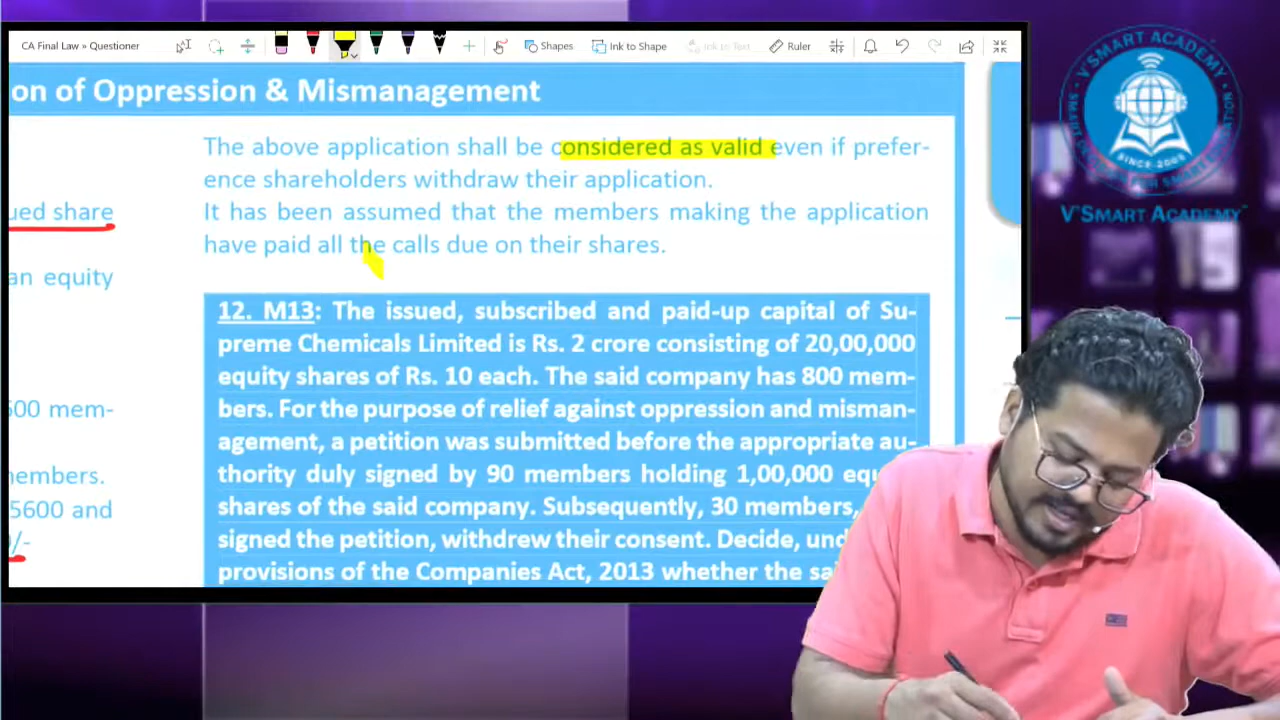 CA Final Law » Questioner
Shapes
Ink to Shape
Ink to Text
Ruler
on of Oppression & Mismanagement
The above application shall be considered as valid even if prefer-
ence shareholders withdraw their application.
ued share
It has been assumed that the members making the application
have paid all the calls due on their shares.
an equity
12. M13: The issued, subscribed and paid-up capital of Su-
preme Chemicals Limited is Rs. 2 crore consisting of 20,00,000
equity shares of Rs. 10 each. The said company has 800 mem-
bers. For the purpose of relief against oppression and misman-
agement, a petition was submitted before the appropriate au-
thority duly signed by 90 members holding 1,00,000
shares of the said company. Subsequently, 30 members,
signed the petition, withdrew their consent. Decide,
provisions of the Companies Act, 2013 whether the
mem-
5600 and
/-
V'SMART ACADEMY
SINCE-2008
V'SMART ACADEMY